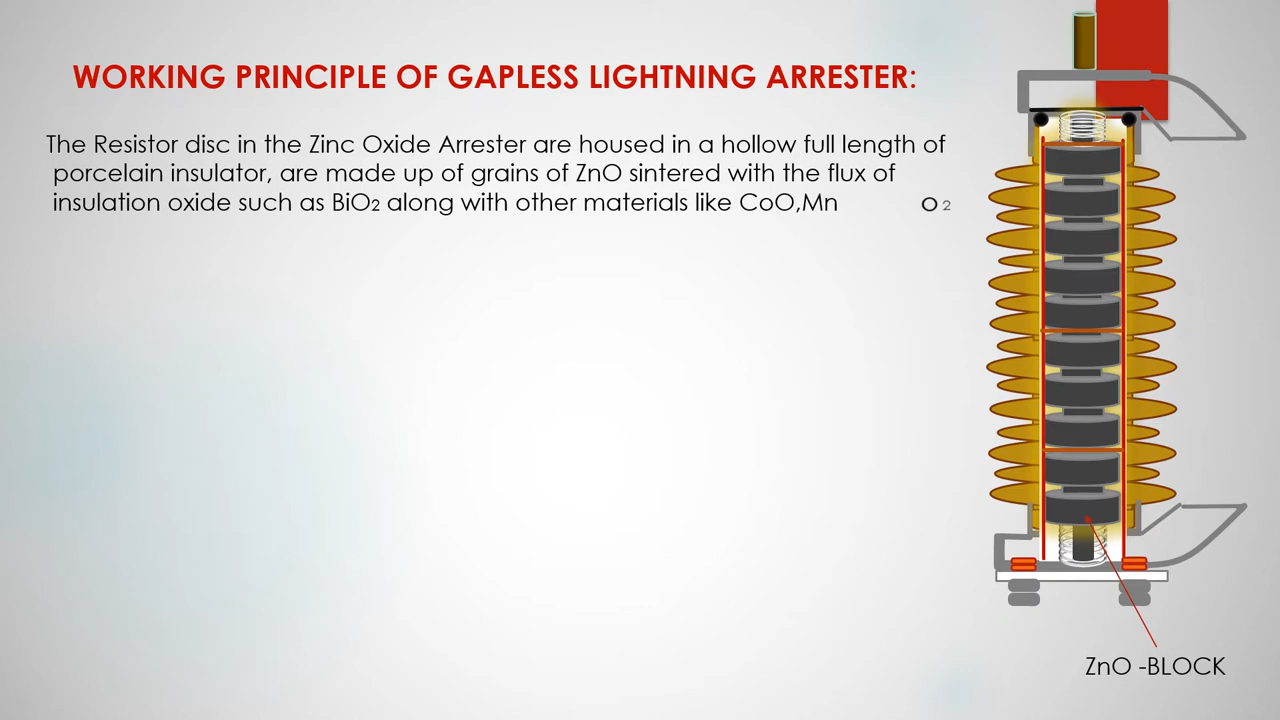 WORKING PRINCIPLE OF GAPLESS LIGHTNING ARRESTER:
The Resistor disc in the Zinc Oxide Arrester are housed in a hollow full length of
porcelain insulator, are made up of grains of ZnO sintered with the flux of
insulation oxide such as BiO₂ along with other materials like CoO,Mn O₂
ZnO -BLOCK